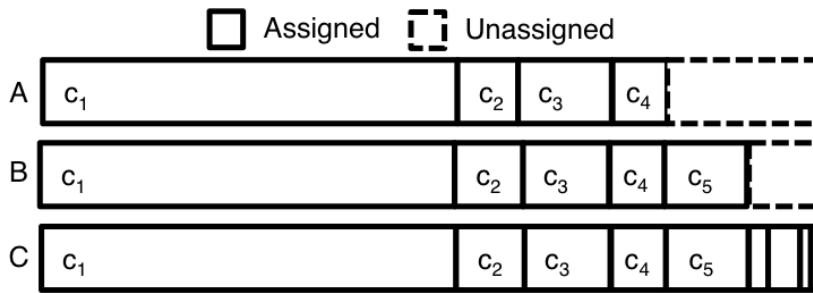 Assigned Unassigned
A c₁ c₂ c₃ c₄
B c₁ c₂ c₃ c₄ c₅
C c₁ c₂ c₃ c₄ c₅